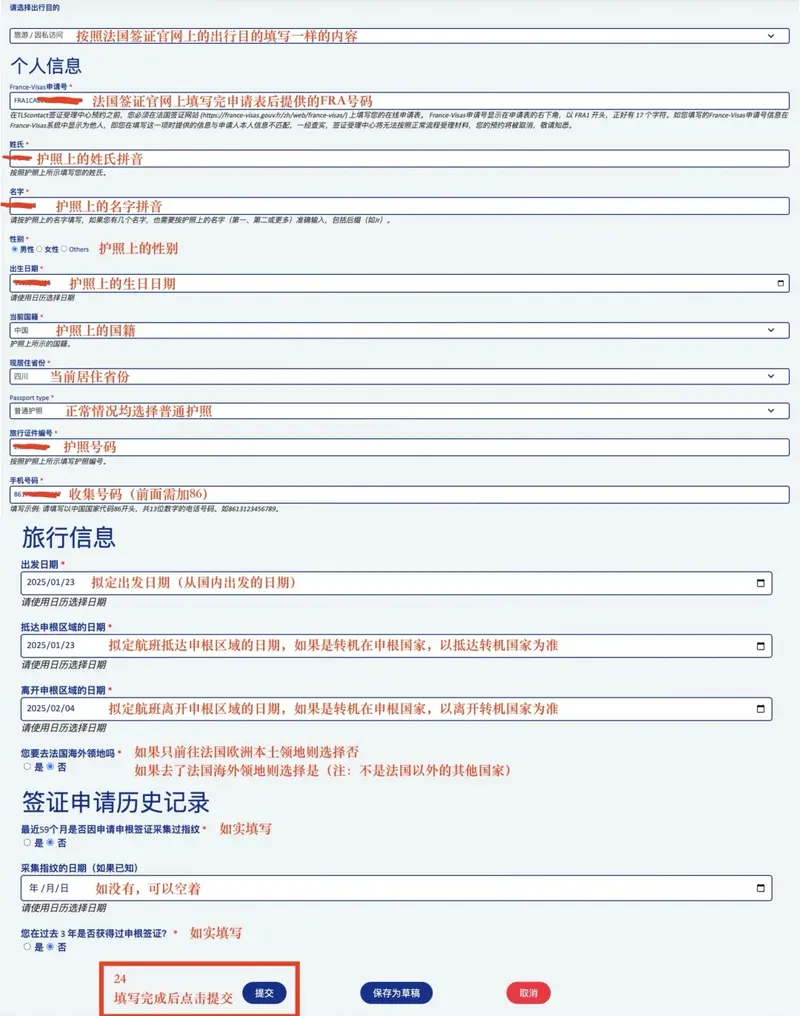 请选择出行目的
旅游 / 因私访问 按照法国签证官网上的出行目的填写一样的内容
个人信息
France-Visas申请号 *
FRA1CA 法国签证官网上填写完申请表后提供的FRA号码
在TLScontact签证受理中心预约之前，您必须在法国签证网站 (https://france-visas.gouv.fr/zh/web/france-visas/) 上填写您的在线申请表。 France-Visas申请号显示在申请表的右下角，以 FRA1 开头，正好有 17 个字符。如您填写的France-Visas申请号信息在
France-Visas系统中显示为他人，即您在填写这一项时提供的信息与申请人本人信息不匹配，一经查实，签证受理中心将无法按照正常流程受理材料，您的预约将被取消，敬请知悉。
姓氏 *
护照上的姓氏拼音
按照护照上所示填写您的姓氏。
名字 *
护照上的名字拼音
请按护照上的名字填写，如果您有几个名字，也需要按护照上的名字（第一、第二或更多）准确输入，包括后缀（如Jr）。
性别 *
男性 女性 Others 护照上的性别
出生日期 *
护照上的生日日期
请使用日历选择日期
当前国籍 *
中国 护照上的国籍
护照上所示的国籍。
现居住省份 *
四川 当前居住省份
Passport type *
普通护照 正常情况均选择普通护照
旅行证件编号 *
护照号码
按照护照上所示填写护照编号。
手机号码 *
861 收集号码（前面需加86）
填写示例: 请填写以中国国家代码86开头，共13位数字的电话号码。如8613123456789。
旅行信息
出发日期 *
2025/01/23 拟定出发日期（从国内出发的日期）
请使用日历选择日期
抵达申根区域的日期 *
2025/01/23 拟定航班抵达申根区域的日期，如果是转机在申根国家，以抵达转机国家为准
请使用日历选择日期
离开申根区域的日期 *
2025/02/04 拟定航班离开申根区域的日期，如果是转机在申根国家，以离开转机国家为准
请使用日历选择日期
您要去法国海外领地吗 * 如果只前往法国欧洲本土领地则选择否
是 否 如果去了法国海外领地则选择是（注：不是法国以外的其他国家）
签证申请历史记录
最近59个月是否因申请申根签证采集过指纹 * 如实填写
是 否
采集指纹的日期（如果已知）
年 /月/日 如没有，可以空着
请使用日历选择日期
您在过去 3 年是否获得过申根签证？ * 如实填写
是 否
24
填写完成后点击提交 提交 保存为草稿 取消